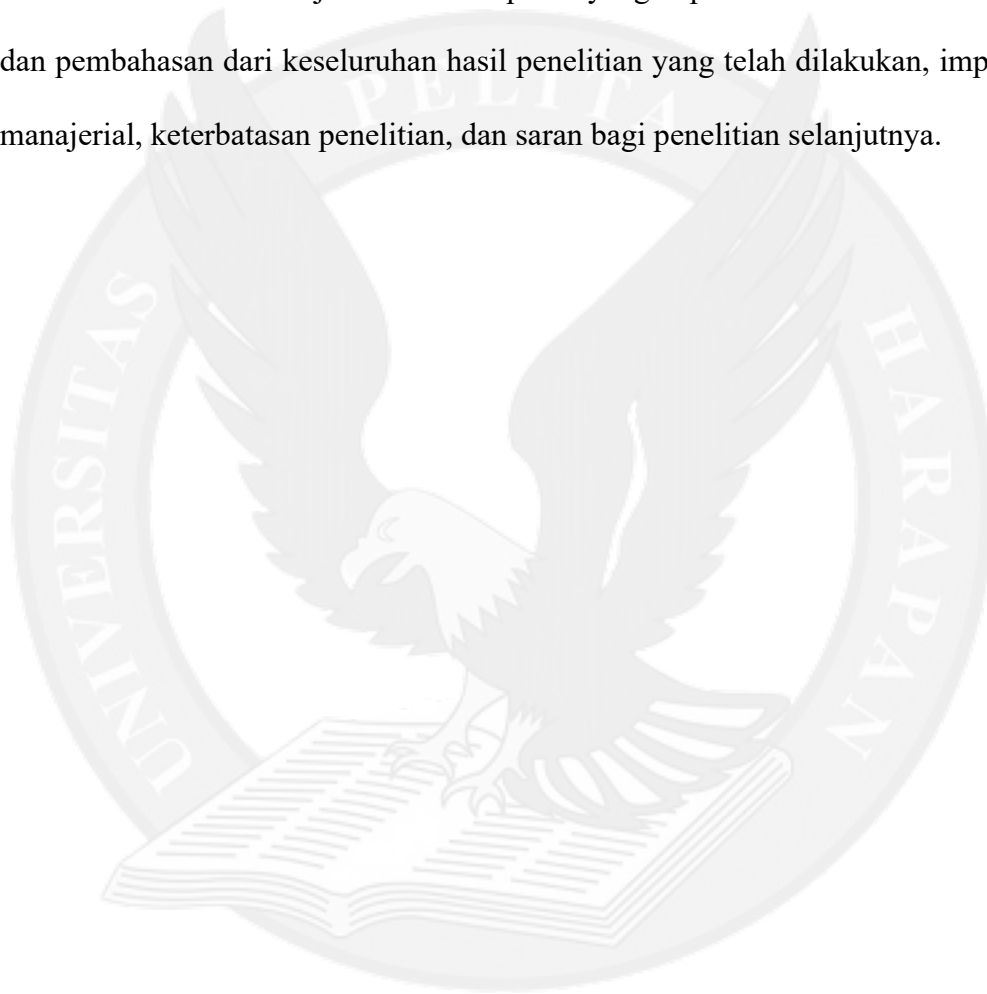 dan pembahasan dari keseluruhan hasil penelitian yang telah dilakukan,
manajerial, keterbatasan penelitian, dan saran bagi penelitian selanjutnya.
UNIVERSITAS PELITA HARAPAN